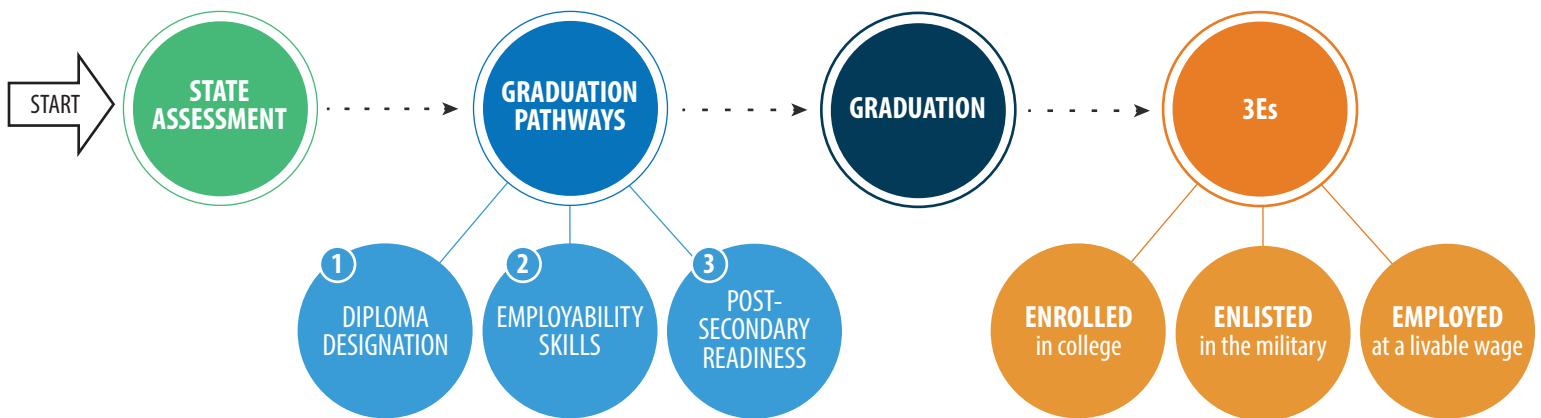 START
STATE
ASSESSMENT
GRADUATION
PATHWAYS
GRADUATION
3Es
1
DIPLOMA
DESIGNATION
2
EMPLOYABILITY
SKILLS
3
POST-
SECONDARY
READINESS
ENROLLED
in college
ENLISTED
in the military
EMPLOYED
at a livable wage